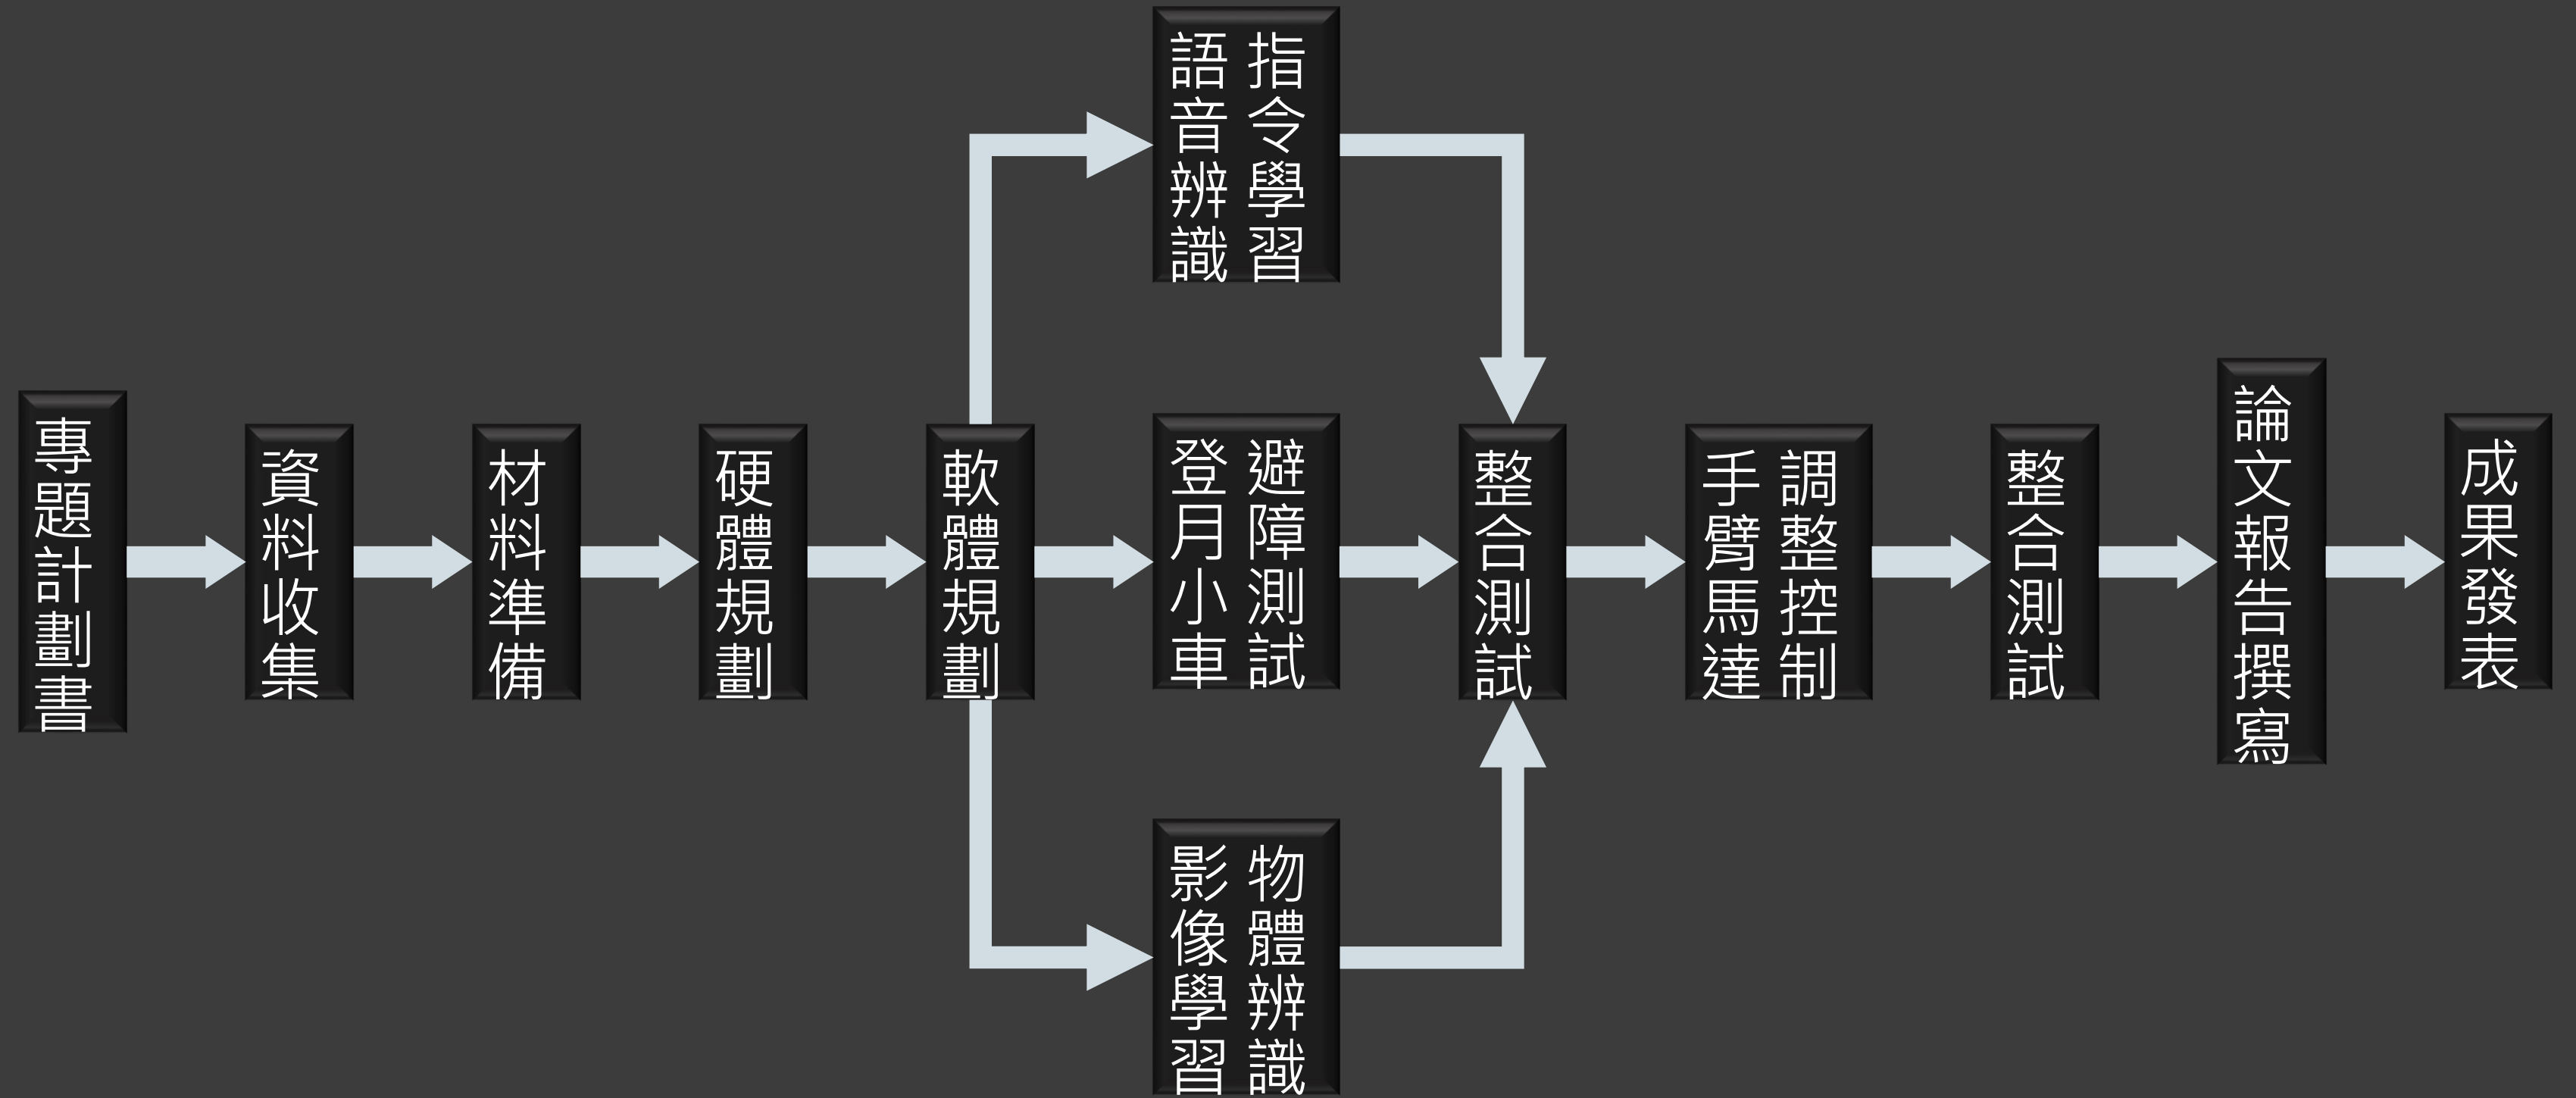 專題計劃書
資料收集
材料準備
硬體規劃
軟體規劃
語音辨識
指令學習
登月小車
避障測試
影像學習
物體辨識
整合測試
手臂馬達
調整控制
整合測試
論文報告撰寫
成果發表